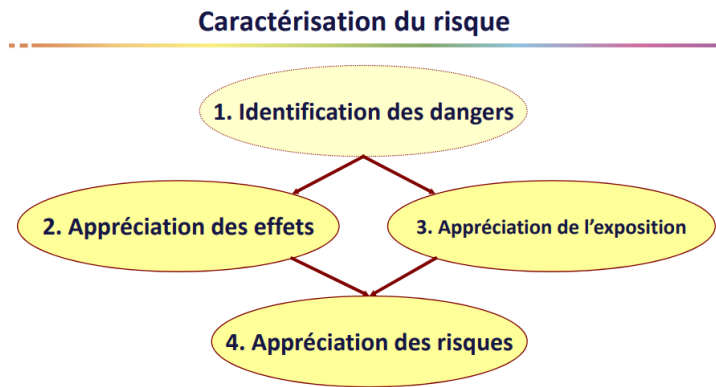 Caractérisation du risque
1. Identification des dangers
2. Appréciation des effets
3. Appréciation de l’exposition
4. Appréciation des risques